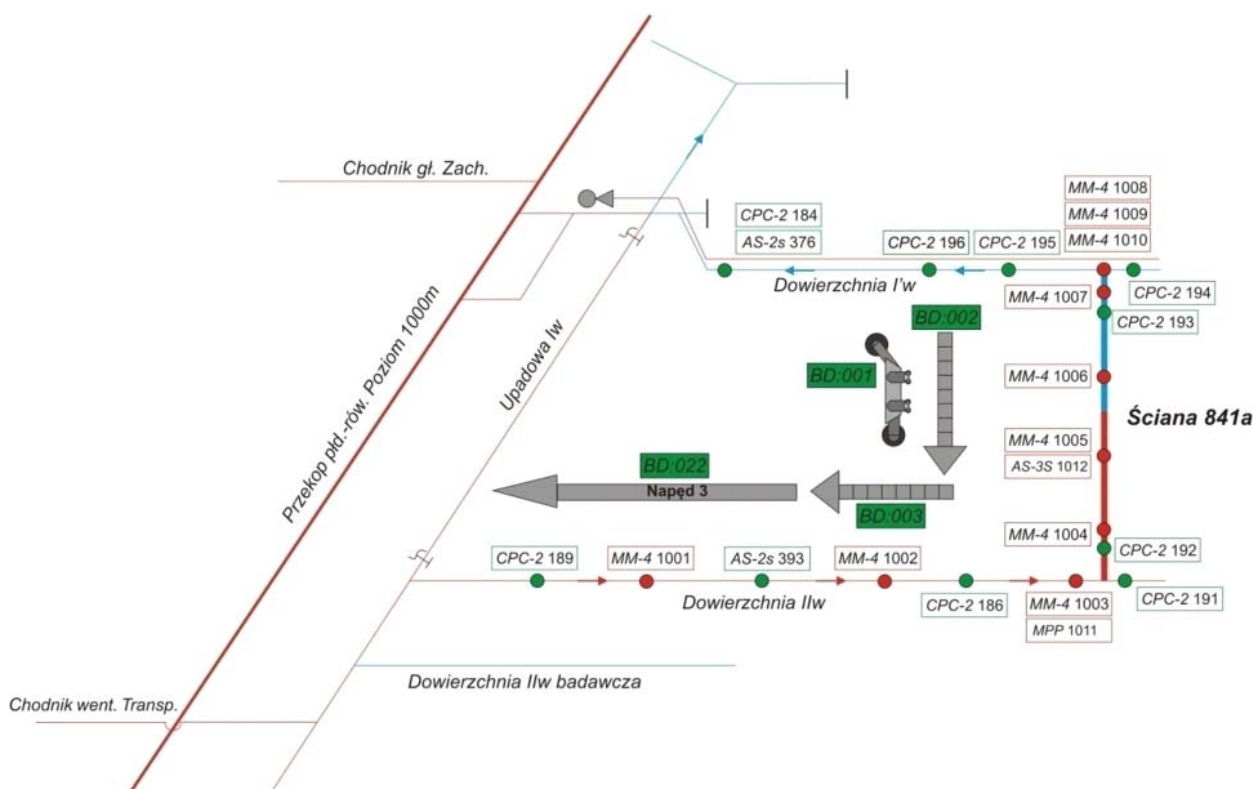 Chodnik gł. Zach.
CPC-2 184
AS-2s 376
CPC-2 196
CPC-2 195
MM-4 1008
MM-4 1009
MM-4 1010
Dowierzchnia I'w
MM-4 1007
CPC-2 194
CPC-2 193
Przekop płd.-rów. Poziom 1000m
Upadowa Iw
BD:002
BD:001
MM-4 1006
Ściana 841a
MM-4 1005
AS-3S 1012
BD:022
Napęd 3
BD:003
MM-4 1004
CPC-2 192
CPC-2 189
MM-4 1001
AS-2s 393
MM-4 1002
Dowierzchnia IIw
CPC-2 186
MM-4 1003
MPP 1011
CPC-2 191
Dowierzchnia IIw badawcza
Chodnik went. Transp.